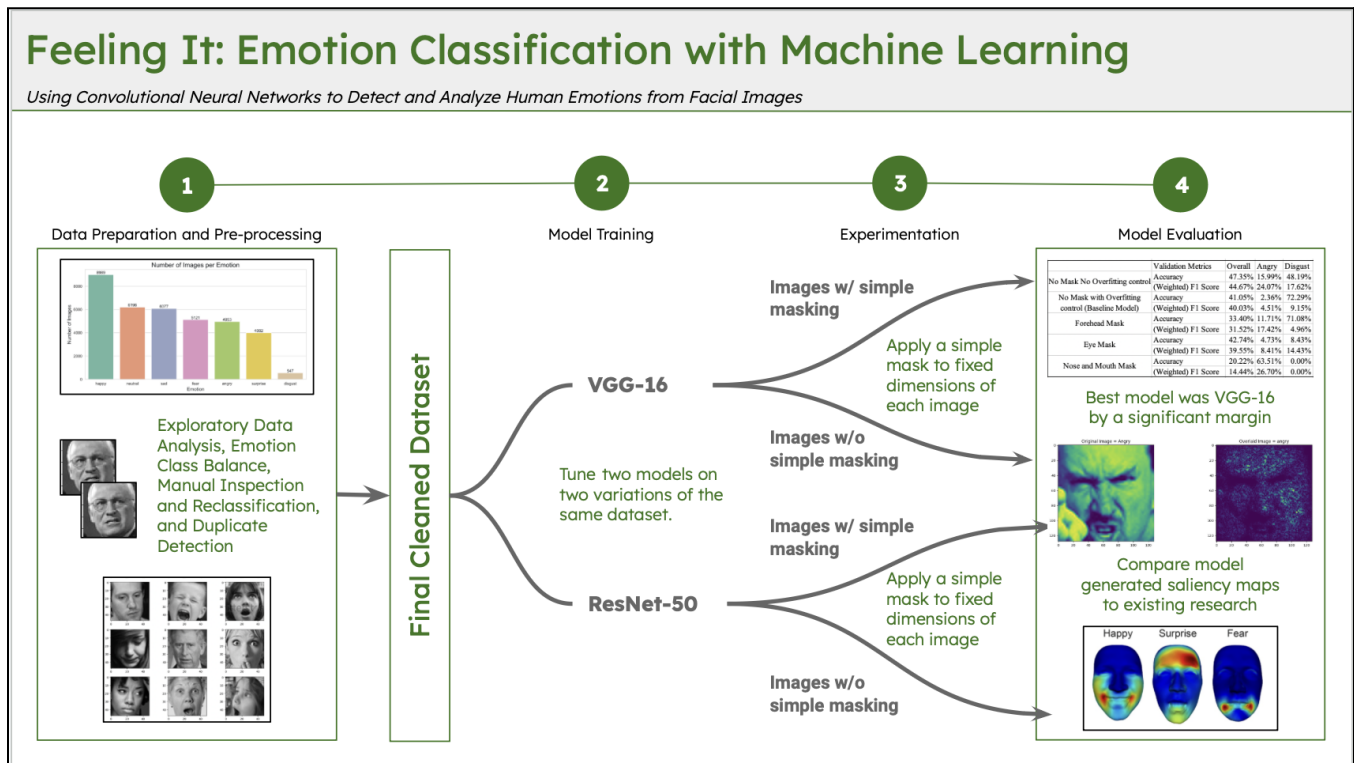 Feeling It: Emotion Classification with Machine Learning
Using Convolutional Neural Networks to Detect and Analyze Human Emotions from Facial Images
1
2
3
4
Data Preparation and Pre-processing
Model Training
Experimentation
Model Evaluation
Number of Images per Emotion
Number of Images
happy
neutral
sad
fear
angry
surprise
disgust
Emotion
Exploratory Data
Analysis, Emotion
Class Balance,
Manual Inspection
and Reclassification,
and Duplicate
Detection
Final Cleaned Dataset
VGG-16
Tune two models on
two variations of the
same dataset.
ResNet-50
Images w/ simple
masking
Apply a simple
mask to fixed
dimensions of
each image
Images w/o
simple masking
Images w/ simple
masking
Apply a simple
mask to fixed
dimensions of
each image
Images w/o
simple masking
Validation Metrics Overall Angry Disgust
No Mask No Overfitting control Accuracy 47.35% 15.99% 48.19%
(Weighted) F1 Score 44.67% 24.07% 17.62%
No Mask with Overfitting Accuracy 41.05% 2.36% 72.29%
control (Baseline Model) (Weighted) F1 Score 40.03% 4.51% 9.15%
Forehead Mask Accuracy 33.40% 11.71% 71.08%
(Weighted) F1 Score 31.52% 17.42% 4.96%
Eye Mask Accuracy 42.74% 4.73% 8.43%
(Weighted) F1 Score 39.55% 8.41% 14.43%
Nose and Mouth Mask Accuracy 20.22% 63.51% 0.00%
(Weighted) F1 Score 14.44% 26.70% 0.00%
Best model was VGG-16
by a significant margin
Original Image = Angry
Overlaid Image = angry
Compare model
generated saliency maps
to existing research
Happy Surprise Fear